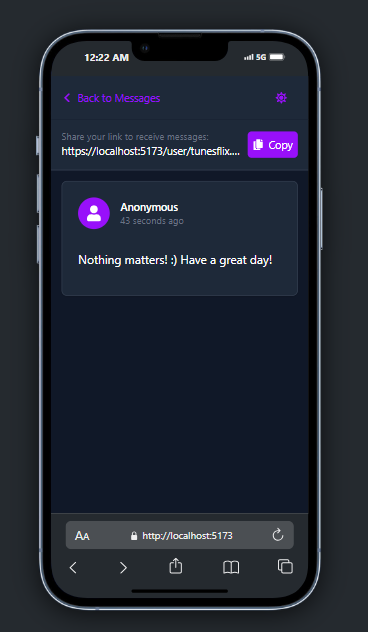 12:22 AM
5G
Back to Messages
Share your link to receive messages:
https://localhost:5173/user/tunesflix....
Copy
Anonymous
43 seconds ago
Nothing matters! :) Have a great day!
AA
http://localhost:5173